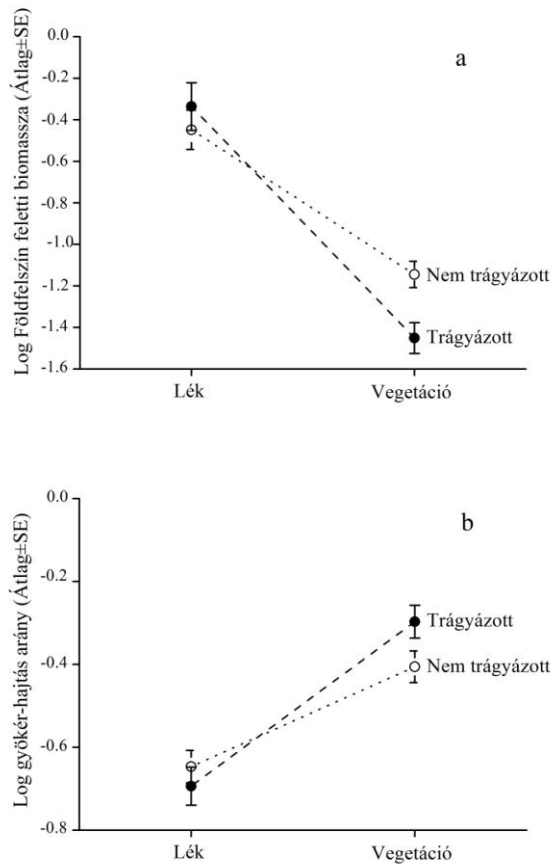 Log Földfelszín feletti biomassza (Átlag±SE)
0.0
-0.2
-0.4
-0.6
-0.8
-1.0
-1.2
-1.4
-1.6
a
Nem trágyázott
Trágyázott
Lék
Vegetáció
Log gyökér-hajtás arány (Átlag±SE)
0.0
-0.2
-0.4
-0.6
-0.8
b
Trágyázott
Nem trágyázott
Lék
Vegetáció